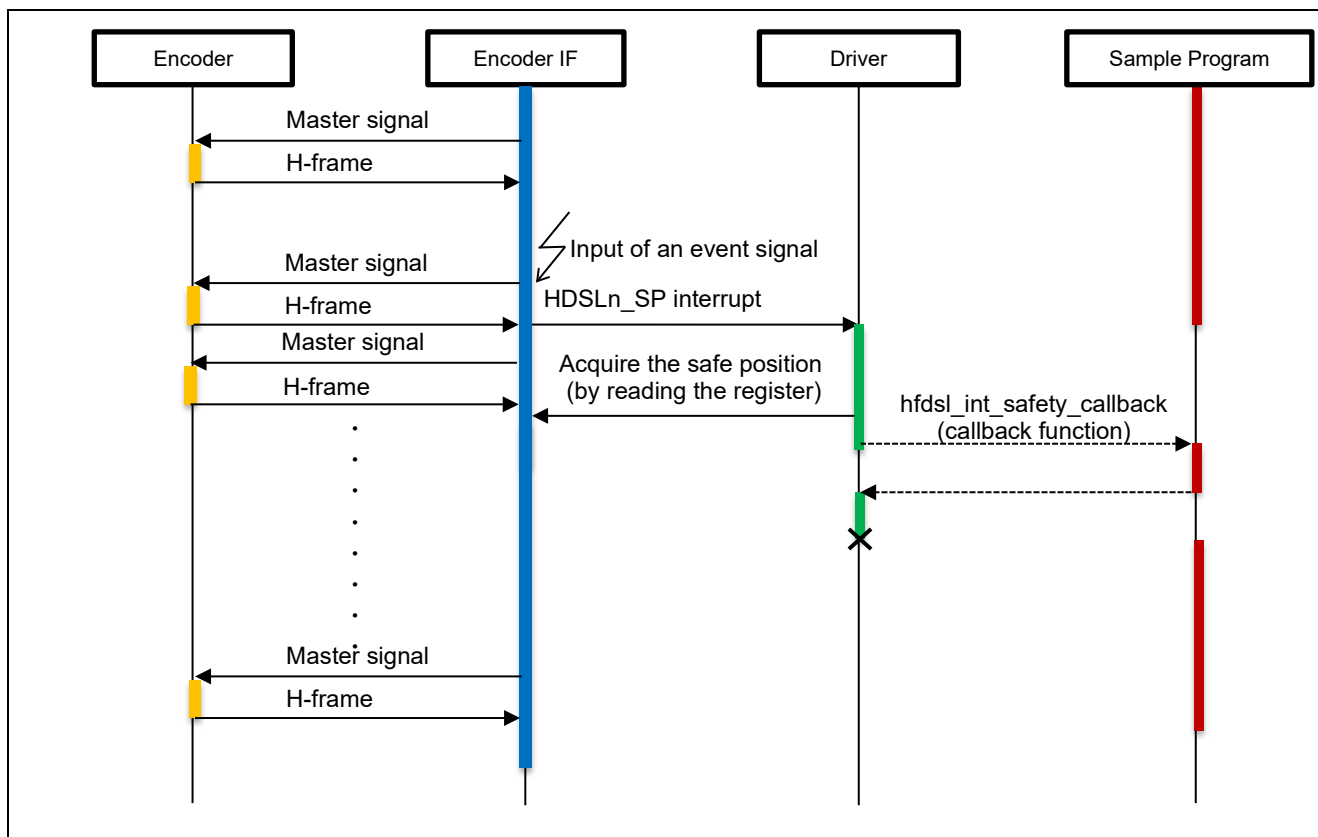 Encoder
Encoder IF
Driver
Sample Program
Master signal
H-frame
Input of an event signal
Master signal
HDSLn_SP interrupt
H-frame
Master signal
Acquire the safe position
(by reading the register)
H-frame
hfdsl_int_safety_callback
(callback function)
Master signal
H-frame